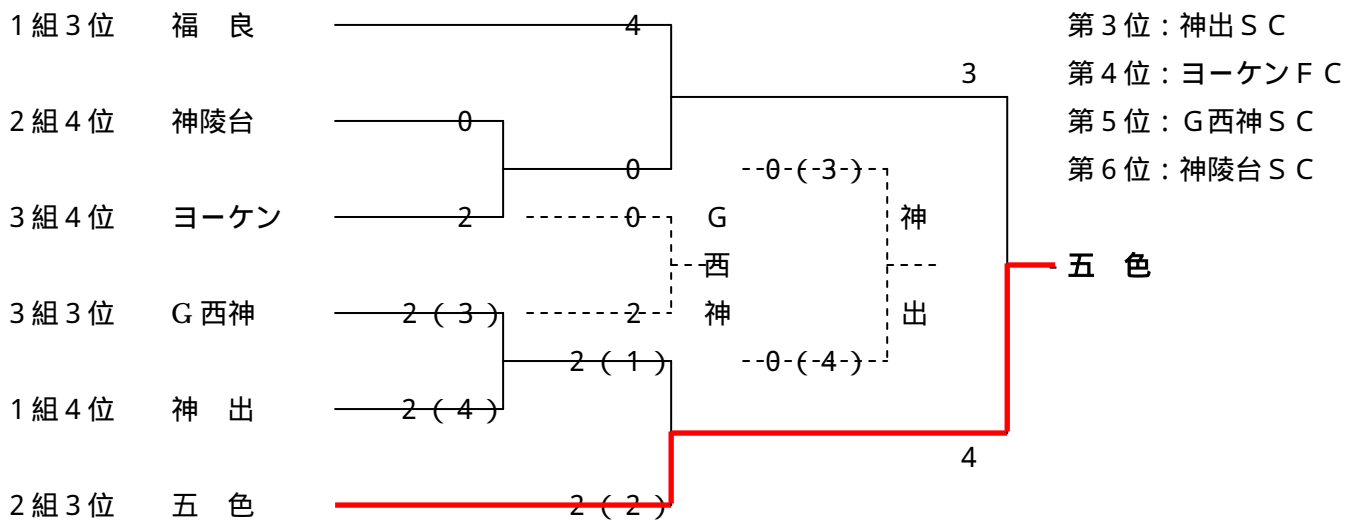 1組3位 福 良 4 第3位：神出ＳＣ
3 第4位：ヨーケンＦＣ
2組4位 神陵台 0 第5位：Ｇ西神ＳＣ
0 0(3) 第6位：神陵台ＳＣ
3組4位 ヨーケン 2 0 G 神
西 五 色
3組3位 G西神 2(3) 2 神 出
2(1) 0(4)
1組4位 神 出 2(4)
4
2組3位 五 色 2(2)